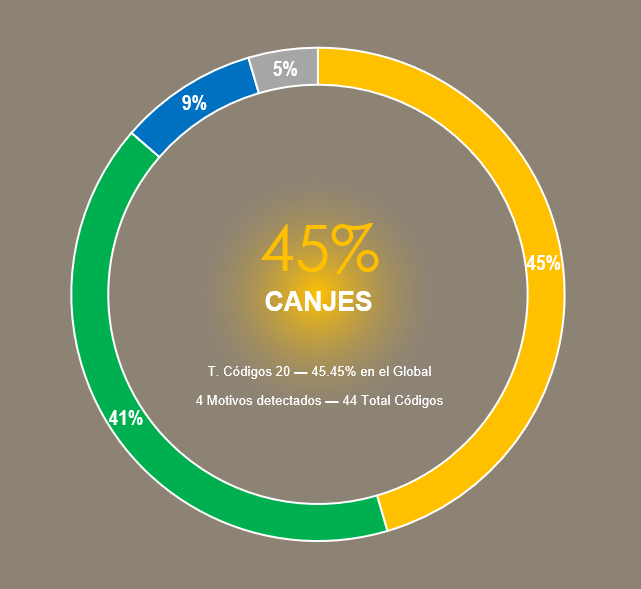 5%
9%
45%
CANJES
45%
T. Códigos 20 — 45.45% en el Global
4 Motivos detectados — 44 Total Códigos
41%